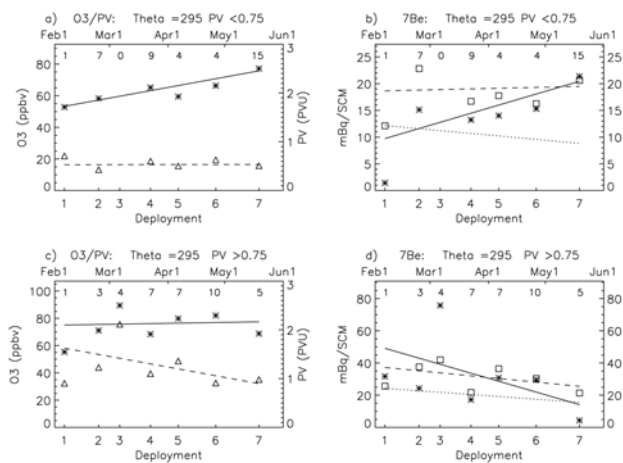 a) O3/PV: Theta =295 PV <0.75
Feb1 Mar1 Apr1 May1 Jun1
1 7 0 9 4 4 15
O3 (ppbv)
80
60
40
20
0
3
2
1
0
PV (PVU)
1 2 3 4 5 6 7
Deployment
b) 7Be: Theta =295 PV <0.75
Feb1 Mar1 Apr1 May1 Jun1
1 7 0 9 4 4 15
mBq/SCM
25
20
15
10
5
0
25
20
15
10
5
0
1 2 3 4 5 6 7
Deployment
c) O3/PV: Theta =295 PV >0.75
Feb1 Mar1 Apr1 May1 Jun1
1 3 4 7 7 10 5
O3 (ppbv)
100
80
60
40
20
0
3
2
1
0
PV (PVU)
1 2 3 4 5 6 7
Deployment
d) 7Be: Theta =295 PV >0.75
Feb1 Mar1 Apr1 May1 Jun1
1 3 4 7 7 10 5
mBq/SCM
80
60
40
20
0
80
60
40
20
0
1 2 3 4 5 6 7
Deployment